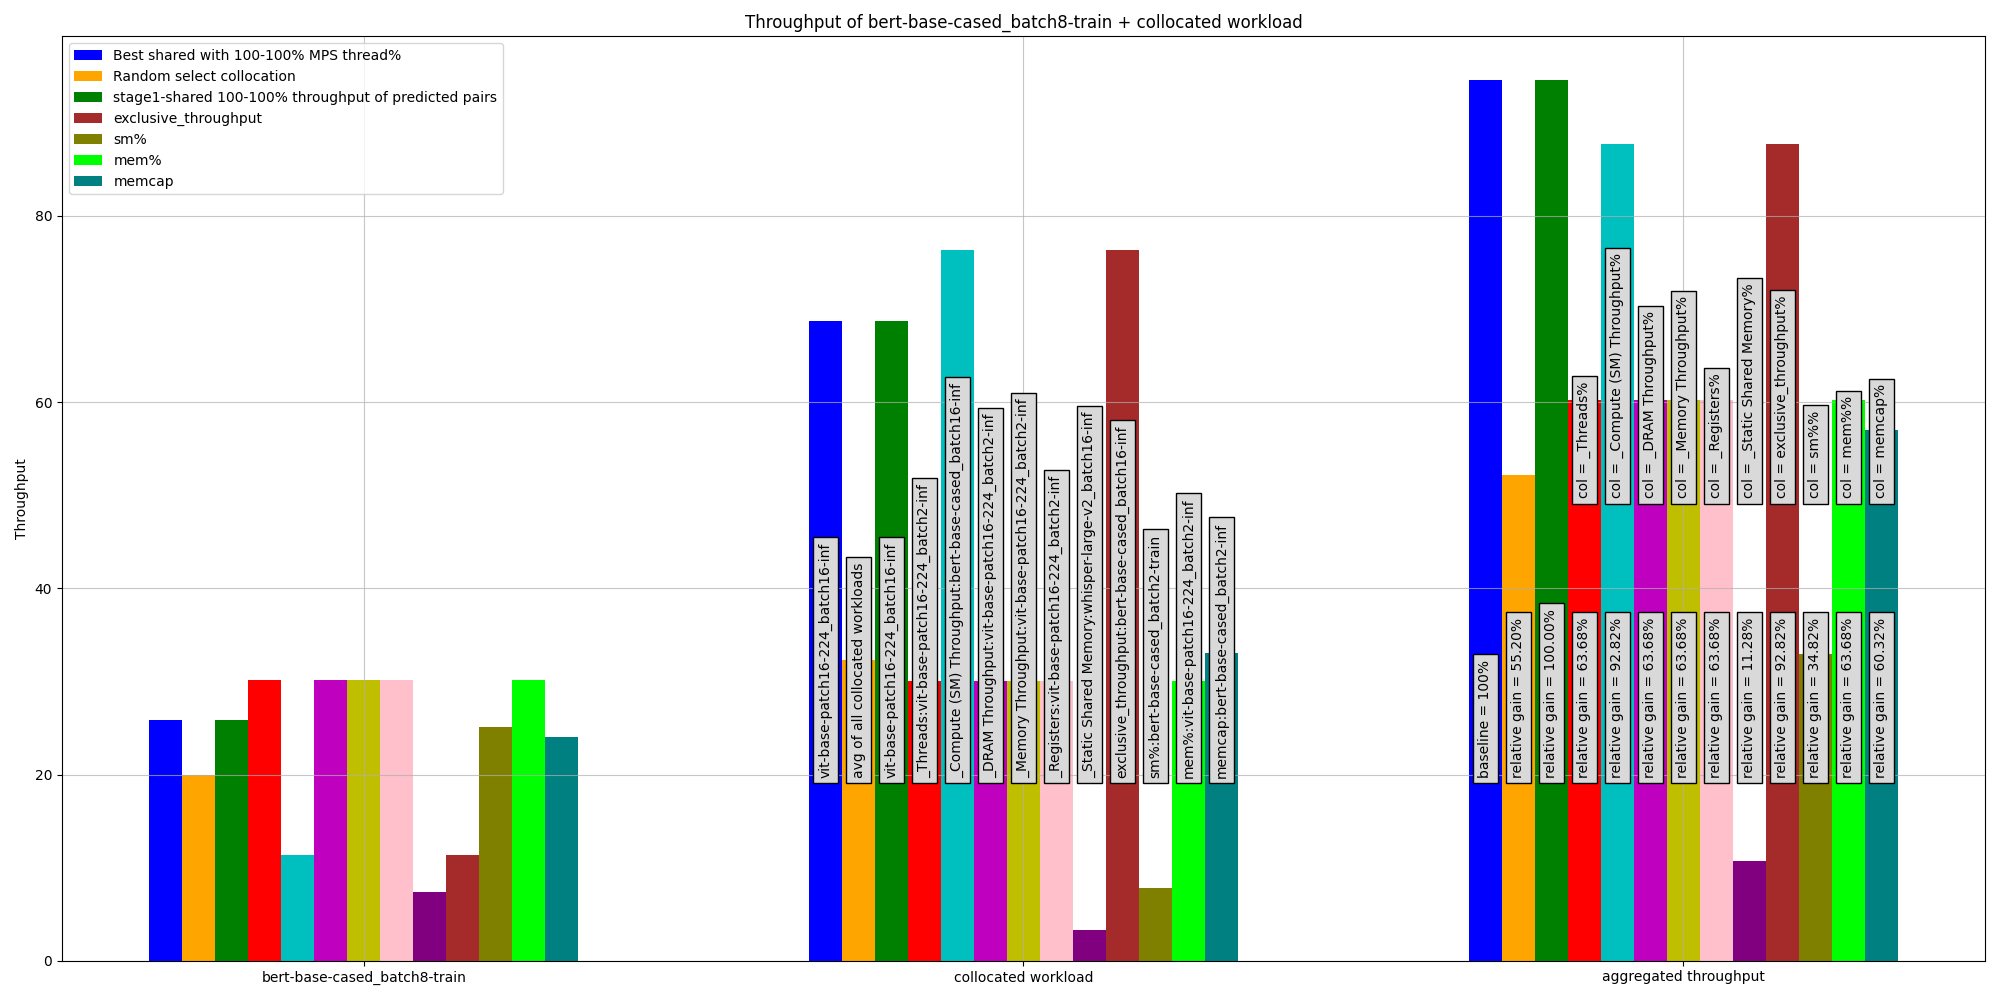 Throughput of bert-base-cased_batch8-train + collocated workload
Best shared with 100-100% MPS thread%
Random select collocation
stage1-shared 100-100% throughput of predicted pairs
exclusive_throughput
sm%
mem%
memcap
Throughput
80
60
40
20
0
vit-base-patch16-224_batch16-inf
avg of all collocated workloads
vit-base-patch16-224_batch16-inf
_Threads:vit-base-patch16-224_batch2-inf
_Compute (SM) Throughput:bert-base-cased_batch16-inf
_DRAM Throughput:vit-base-patch16-224_batch2-inf
_Memory Throughput:vit-base-patch16-224_batch2-inf
_Registers:vit-base-patch16-224_batch2-inf
_Static Shared Memory:whisper-large-v2_batch16-inf
exclusive_throughput:bert-base-cased_batch16-inf
sm%:bert-base-cased_batch2-train
mem%:vit-base-patch16-224_batch2-inf
memcap:bert-base-cased_batch2-inf
col = _Threads%
col = _Compute (SM) Throughput%
col = _DRAM Throughput%
col = _Memory Throughput%
col = _Registers%
col = _Static Shared Memory%
col = exclusive_throughput%
col = sm%%
col = mem%%
col = memcap%
baseline = 100%
relative gain = 55.20%
relative gain = 100.00%
relative gain = 63.68%
relative gain = 92.82%
relative gain = 63.68%
relative gain = 63.68%
relative gain = 63.68%
relative gain = 11.28%
relative gain = 92.82%
relative gain = 34.82%
relative gain = 63.68%
relative gain = 60.32%
bert-base-cased_batch8-train
collocated workload
aggregated throughput